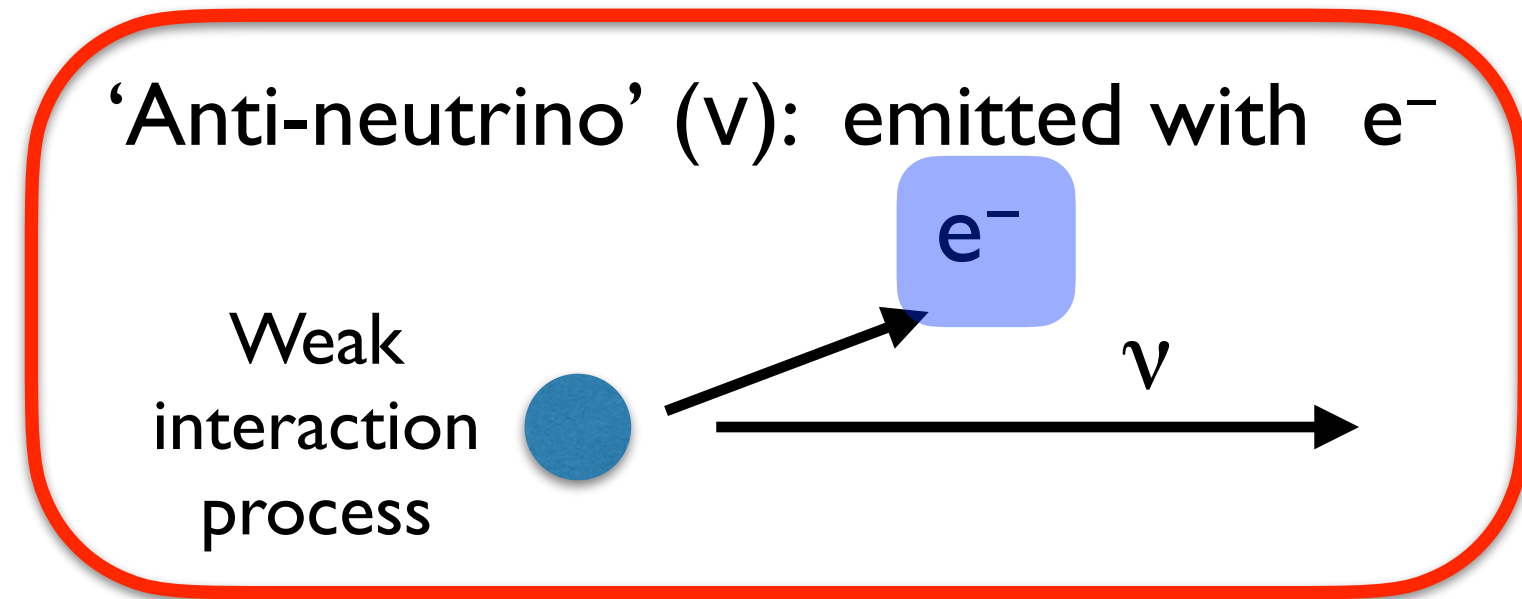 ‘Anti-neutrino’ (ν): emitted with e⁻
e⁻
Weak
interaction
process
ν